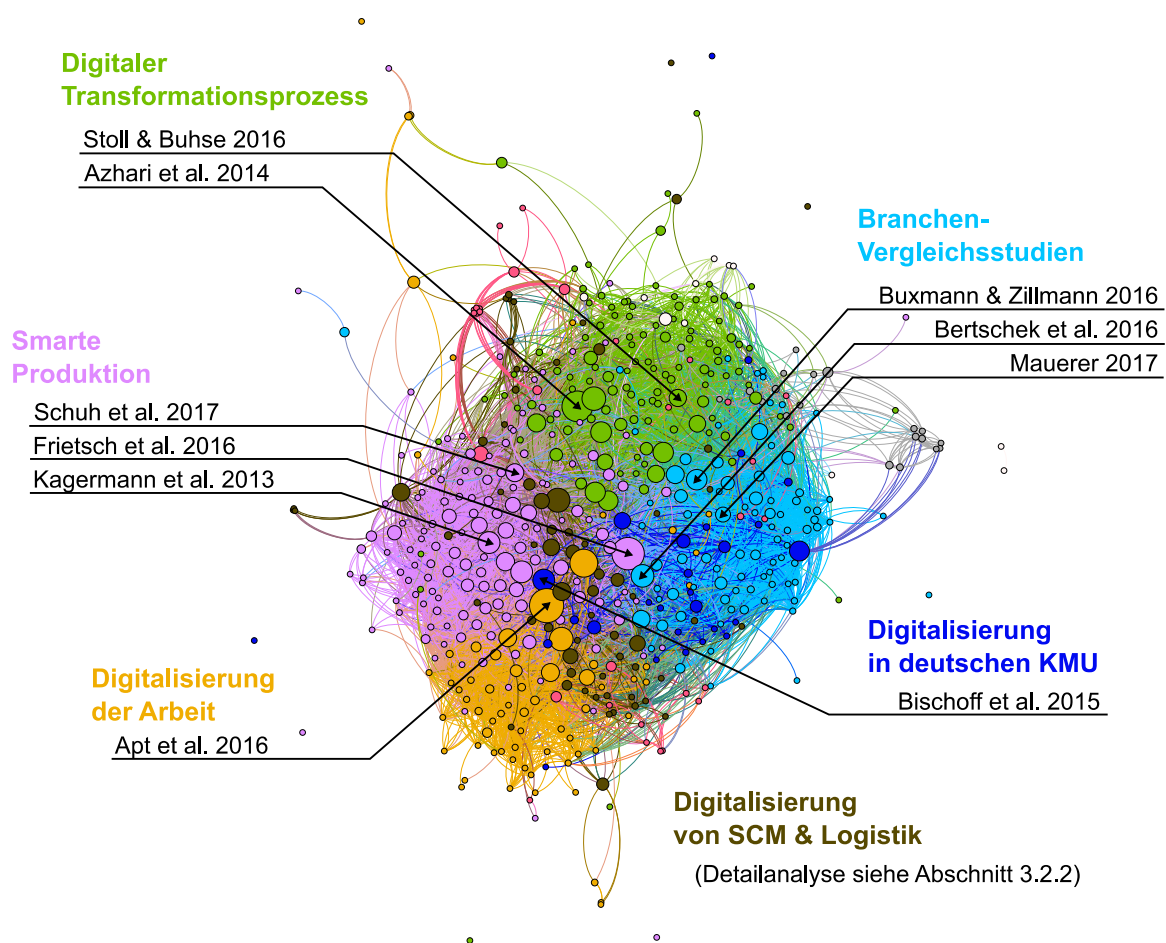 Digitaler
Transformationsprozess
Stoll & Buhse 2016
Azhari et al. 2014
Branchen-
Vergleichsstudien
Buxmann & Zillmann 2016
Bertschek et al. 2016
Mauerer 2017
Smarte
Produktion
Schuh et al. 2017
Frietsch et al. 2016
Kagermann et al. 2013
Digitalisierung
in deutschen KMU
Bischoff et al. 2015
Digitalisierung
der Arbeit
Apt et al. 2016
Digitalisierung
von SCM & Logistik
(Detailanalyse siehe Abschnitt 3.2.2)